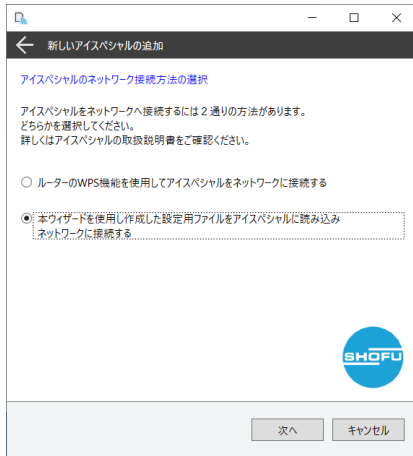 新しいアイスペシャルの追加
アイスペシャルのネットワーク接続方法の選択
アイスペシャルをネットワークへ接続するには２通りの方法があります。
どちらかを選択してください。
詳しくはアイスペシャルの取扱説明書をご確認ください。
ルーターのWPS機能を使用してアイスペシャルをネットワークに接続する
本ウィザードを使用し作成した設定用ファイルをアイスペシャルに読み込み
ネットワークに接続する
SHOFU
次へ
キャンセル